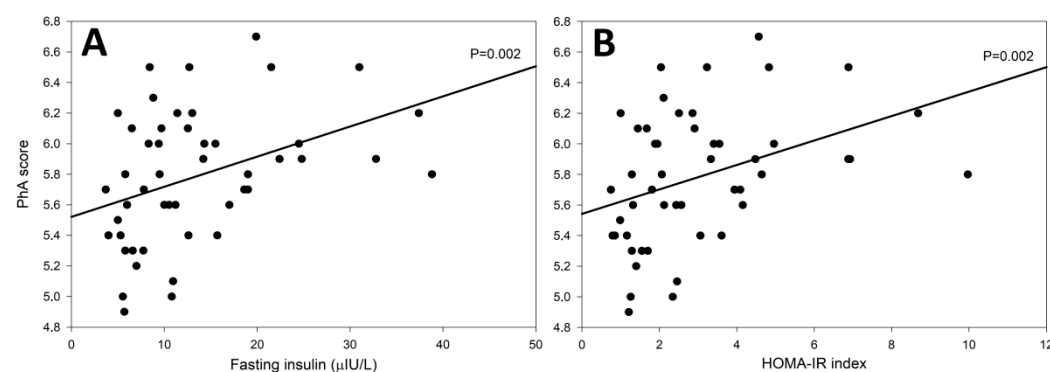 A
P=0.002
6.8
6.6
6.4
6.2
6.0
5.8
5.6
5.4
5.2
5.0
4.8
PhA score
0 10 20 30 40 50
Fasting insulin (μIU/L)
B
P=0.002
6.8
6.6
6.4
6.2
6.0
5.8
5.6
5.4
5.2
5.0
4.8
0 2 4 6 8 10 12
HOMA-IR index